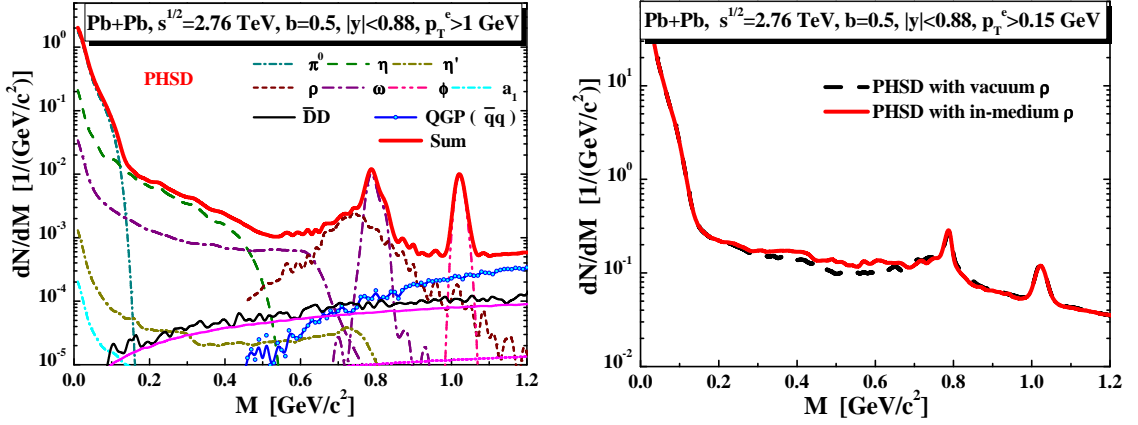 Pb+Pb, s^1/2=2.76 TeV, b=0.5, |y|<0.88, p_T^e>1 GeV
PHSD
π^0 η η'
ρ ω ϕ a_1
D̅D QGP ( q̅q )
Sum
dN/dM [1/(GeV/c^2)]
10^0
10^-1
10^-2
10^-3
10^-4
10^-5
0.0 0.2 0.4 0.6 0.8 1.0 1.2
M [GeV/c^2]
Pb+Pb, s^1/2=2.76 TeV, b=0.5, |y|<0.88, p_T^e>0.15 GeV
PHSD with vacuum ρ
PHSD with in-medium ρ
dN/dM [1/(GeV/c^2)]
10^1
10^0
10^-1
10^-2
0.0 0.2 0.4 0.6 0.8 1.0 1.2
M [GeV/c^2]